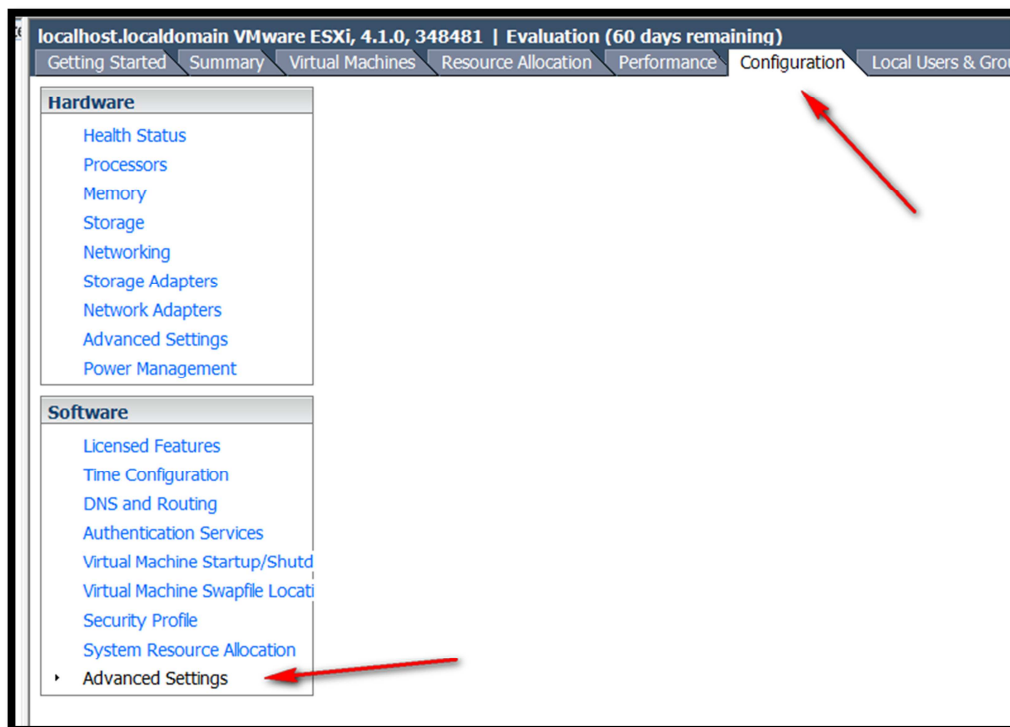 localhost.localdomain VMware ESXi, 4.1.0, 348481 | Evaluation (60 days remaining)
Getting Started Summary Virtual Machines Resource Allocation Performance Configuration Local Users & Grou
Hardware
Health Status
Processors
Memory
Storage
Networking
Storage Adapters
Network Adapters
Advanced Settings
Power Management
Software
Licensed Features
Time Configuration
DNS and Routing
Authentication Services
Virtual Machine Startup/Shutd
Virtual Machine Swapfile Locati
Security Profile
System Resource Allocation
Advanced Settings